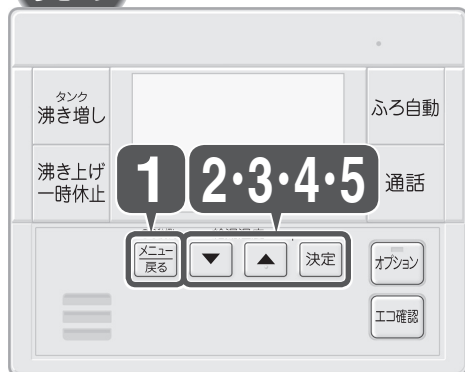 タンク
沸き増し
ふろ自動
沸き上げ
一時休止
1
2・3・4・5
通話
メニュー
戻る
▼
▲
決定
オプション
エコ確認